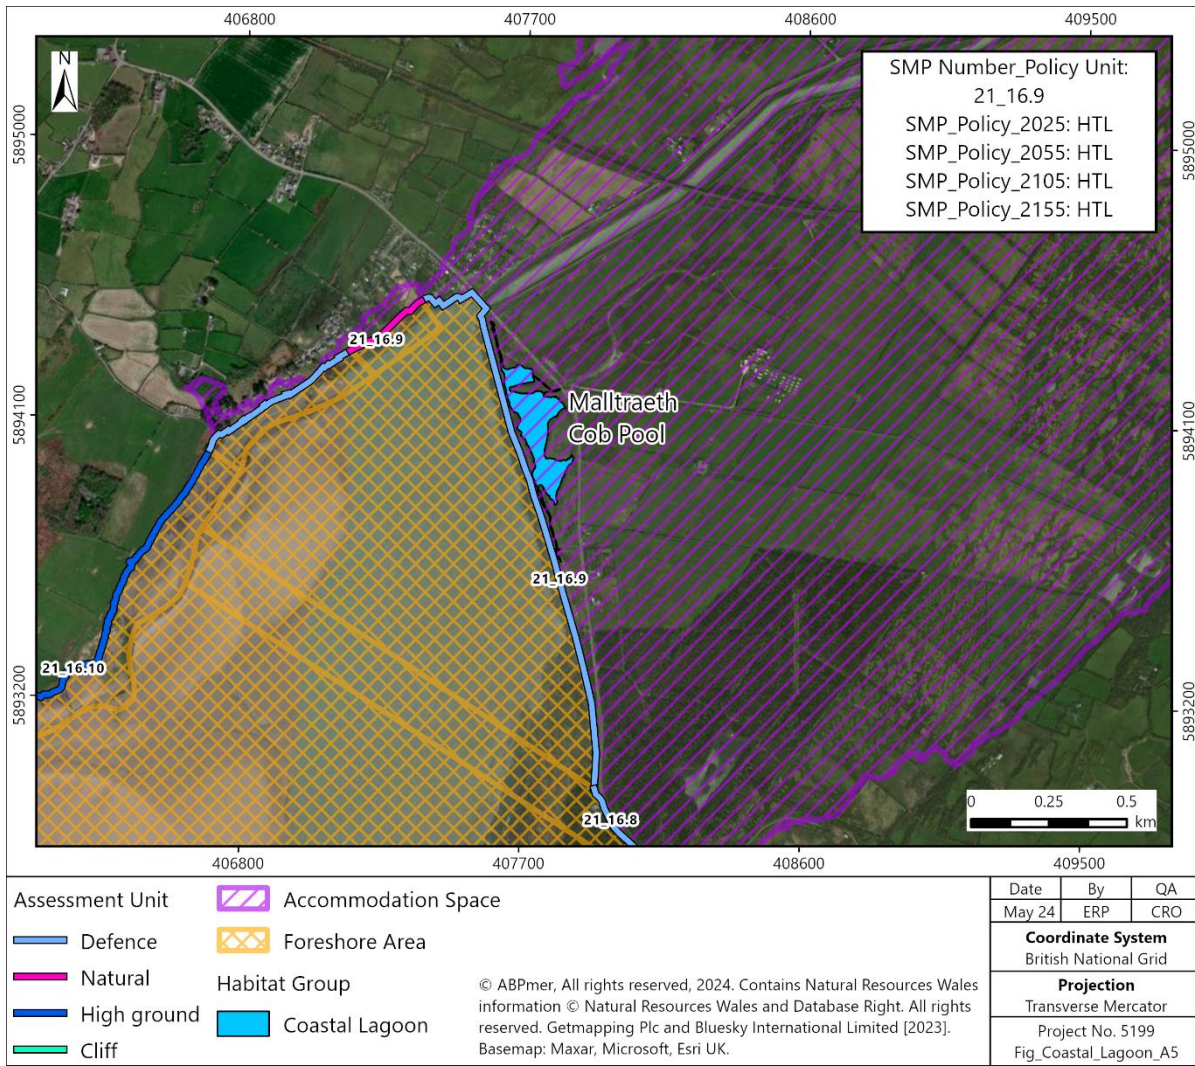 406800
407700
408600
409500
N
SMP Number_Policy Unit:
21_16.9
SMP_Policy_2025: HTL
SMP_Policy_2055: HTL
SMP_Policy_2105: HTL
SMP_Policy_2155: HTL
5895000
5895000
21_16.9
Malltraeth
Cob Pool
5894100
5894100
21_16.9
21_16.10
5893200
5893200
0 0.25 0.5
km
21_16.8
406800
407700
408600
409500
Assessment Unit
Defence
Natural
High ground
Cliff
Accommodation Space
Foreshore Area
Habitat Group
Coastal Lagoon
© ABPmer, All rights reserved, 2024. Contains Natural Resources Wales
information © Natural Resources Wales and Database Right. All rights
reserved. Getmapping Plc and Bluesky International Limited [2023].
Basemap: Maxar, Microsoft, Esri UK.
Date By QA
May 24 ERP CRO
Coordinate System
British National Grid
Projection
Transverse Mercator
Project No. 5199
Fig_Coastal_Lagoon_A5